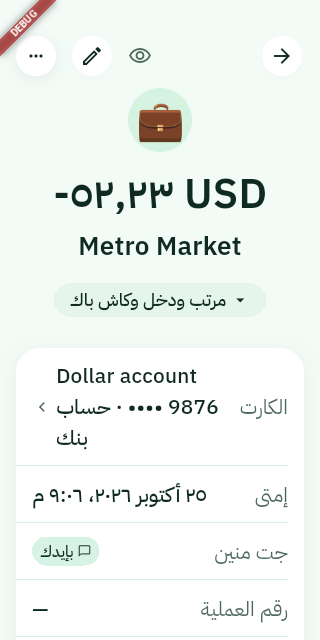 DEBUG
-٥٢,٢٣ USD
Metro Market
مرتب ودخل وكاش باك
الكارت
Dollar account
حساب · •••• 9876
بنك
إمتى
٢٥ أكتوبر ٢٠٢٦، ٩:٠٦ م
جت منين
بإيدك
رقم العملية
—